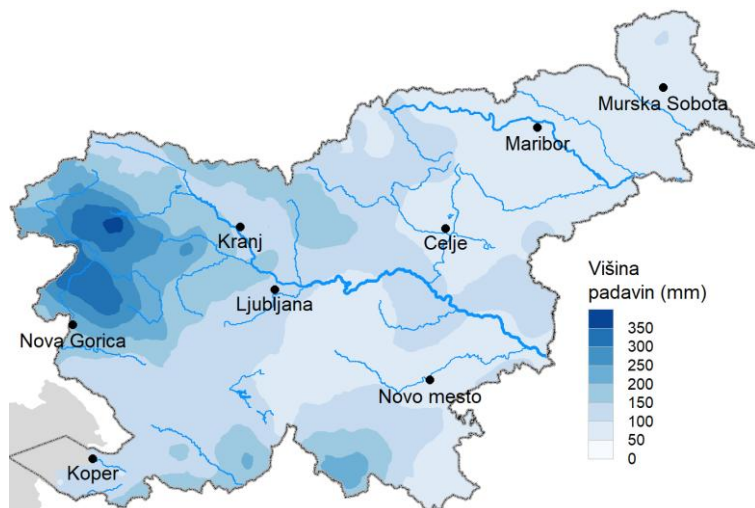 Murska Sobota
Maribor
Kranj
Celje
Ljubljana
Nova Gorica
Novo mesto
Koper
Višina
padavin (mm)
350
300
250
200
150
100
50
0